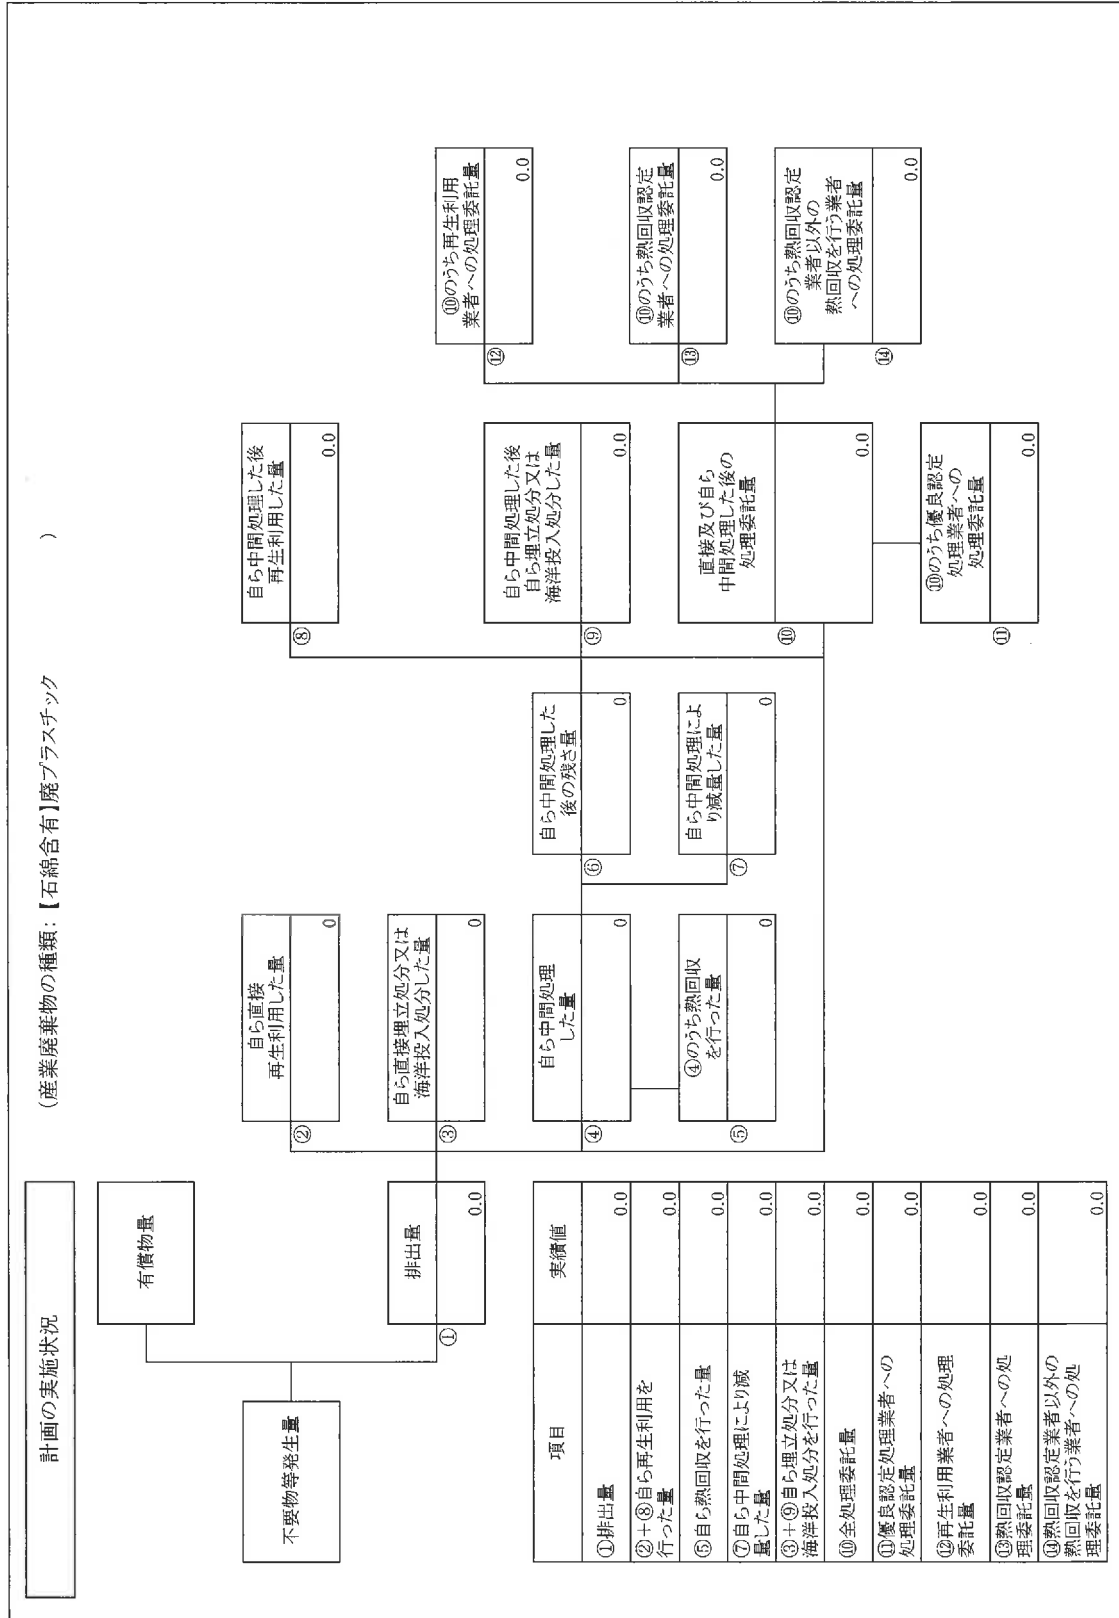 計画の実施状況
（産業廃棄物の種類：【石綿含有】廃プラスチック　　　　　）
不要物等発生量
有償物量
排出量
①
0.0
自ら直接
再生利用した量
②
0
自ら直接埋立処分又は
海洋投入処分した量
③
0
自ら中間処理
した量
④
0
④のうち熱回収
を行った量
⑤
0
自ら中間処理した
後の残さ量
⑥
0
自ら中間処理によ
り減量した量
⑦
0
自ら中間処理した後
再生利用した量
⑧
0.0
自ら中間処理した後
自ら埋立処分又は
海洋投入処分した量
⑨
0.0
直接及び自ら
中間処理した後の
処理委託量
⑩
0.0
⑩のうち優良認定
処理業者への
処理委託量
⑪
0.0
⑩のうち再生利用
業者への処理委託量
⑫
0.0
⑩のうち熱回収認定
業者への処理委託量
⑬
0.0
⑩のうち熱回収認定
業者以外の
熱回収を行う業者
への処理委託量
⑭
0.0
項目 実績値
①排出量 0.0
②＋⑧自ら再生利用を
行った量 0.0
⑤自ら熱回収を行った量 0.0
⑦自ら中間処理により減
量した量 0.0
③＋⑨自ら埋立処分又は
海洋投入処分を行った量 0.0
⑩全処理委託量 0.0
⑪優良認定処理業者への
処理委託量 0.0
⑫再生利用業者への処理
委託量 0.0
⑬熱回収認定業者への処
理委託量 0.0
⑭熱回収認定業者以外の
熱回収を行う業者への処
理委託量 0.0